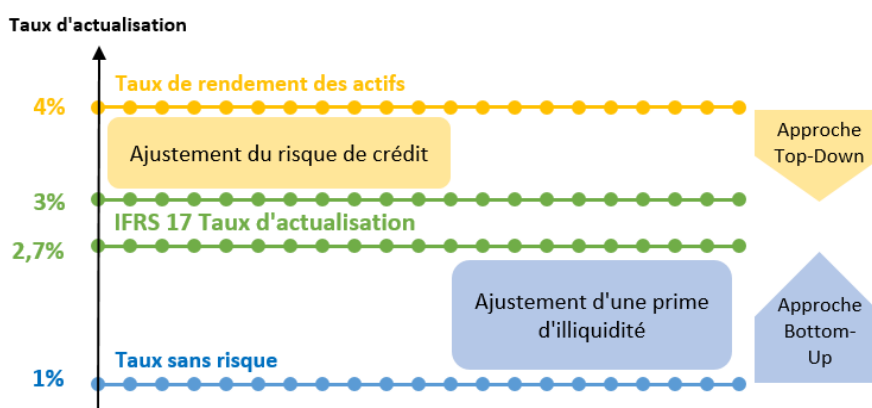 Taux d'actualisation
Taux de rendement des actifs
4%
Ajustement du risque de crédit
Approche
Top-Down
3%
IFRS 17 Taux d'actualisation
2,7%
Ajustement d'une prime
d'illiquidité
Approche
Bottom-
Up
Taux sans risque
1%